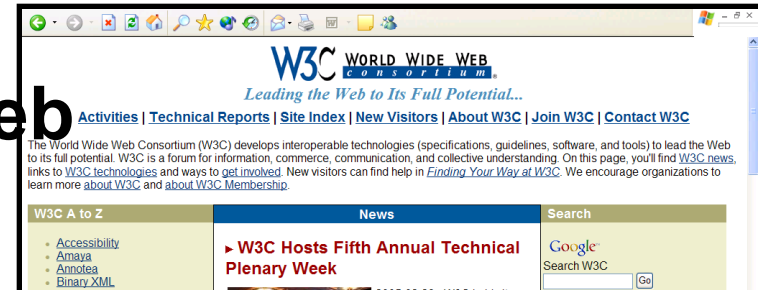 W3C WORLD WIDE WEB
consortium
Leading the Web to Its Full Potential...
eb
Activities | Technical Reports | Site Index | New Visitors | About W3C | Join W3C | Contact W3C
The World Wide Web Consortium (W3C) develops interoperable technologies (specifications, guidelines, software, and tools) to lead the Web
to its full potential. W3C is a forum for information, commerce, communication, and collective understanding. On this page, you'll find W3C news,
links to W3C technologies and ways to get involved. New visitors can find help in Finding Your Way at W3C. We encourage organizations to
learn more about W3C and about W3C Membership.
W3C A to Z
Accessibility
Amaya
Annotea
Binary XML
News
▸ W3C Hosts Fifth Annual Technical
Plenary Week
Search
Google
Search W3C
Go